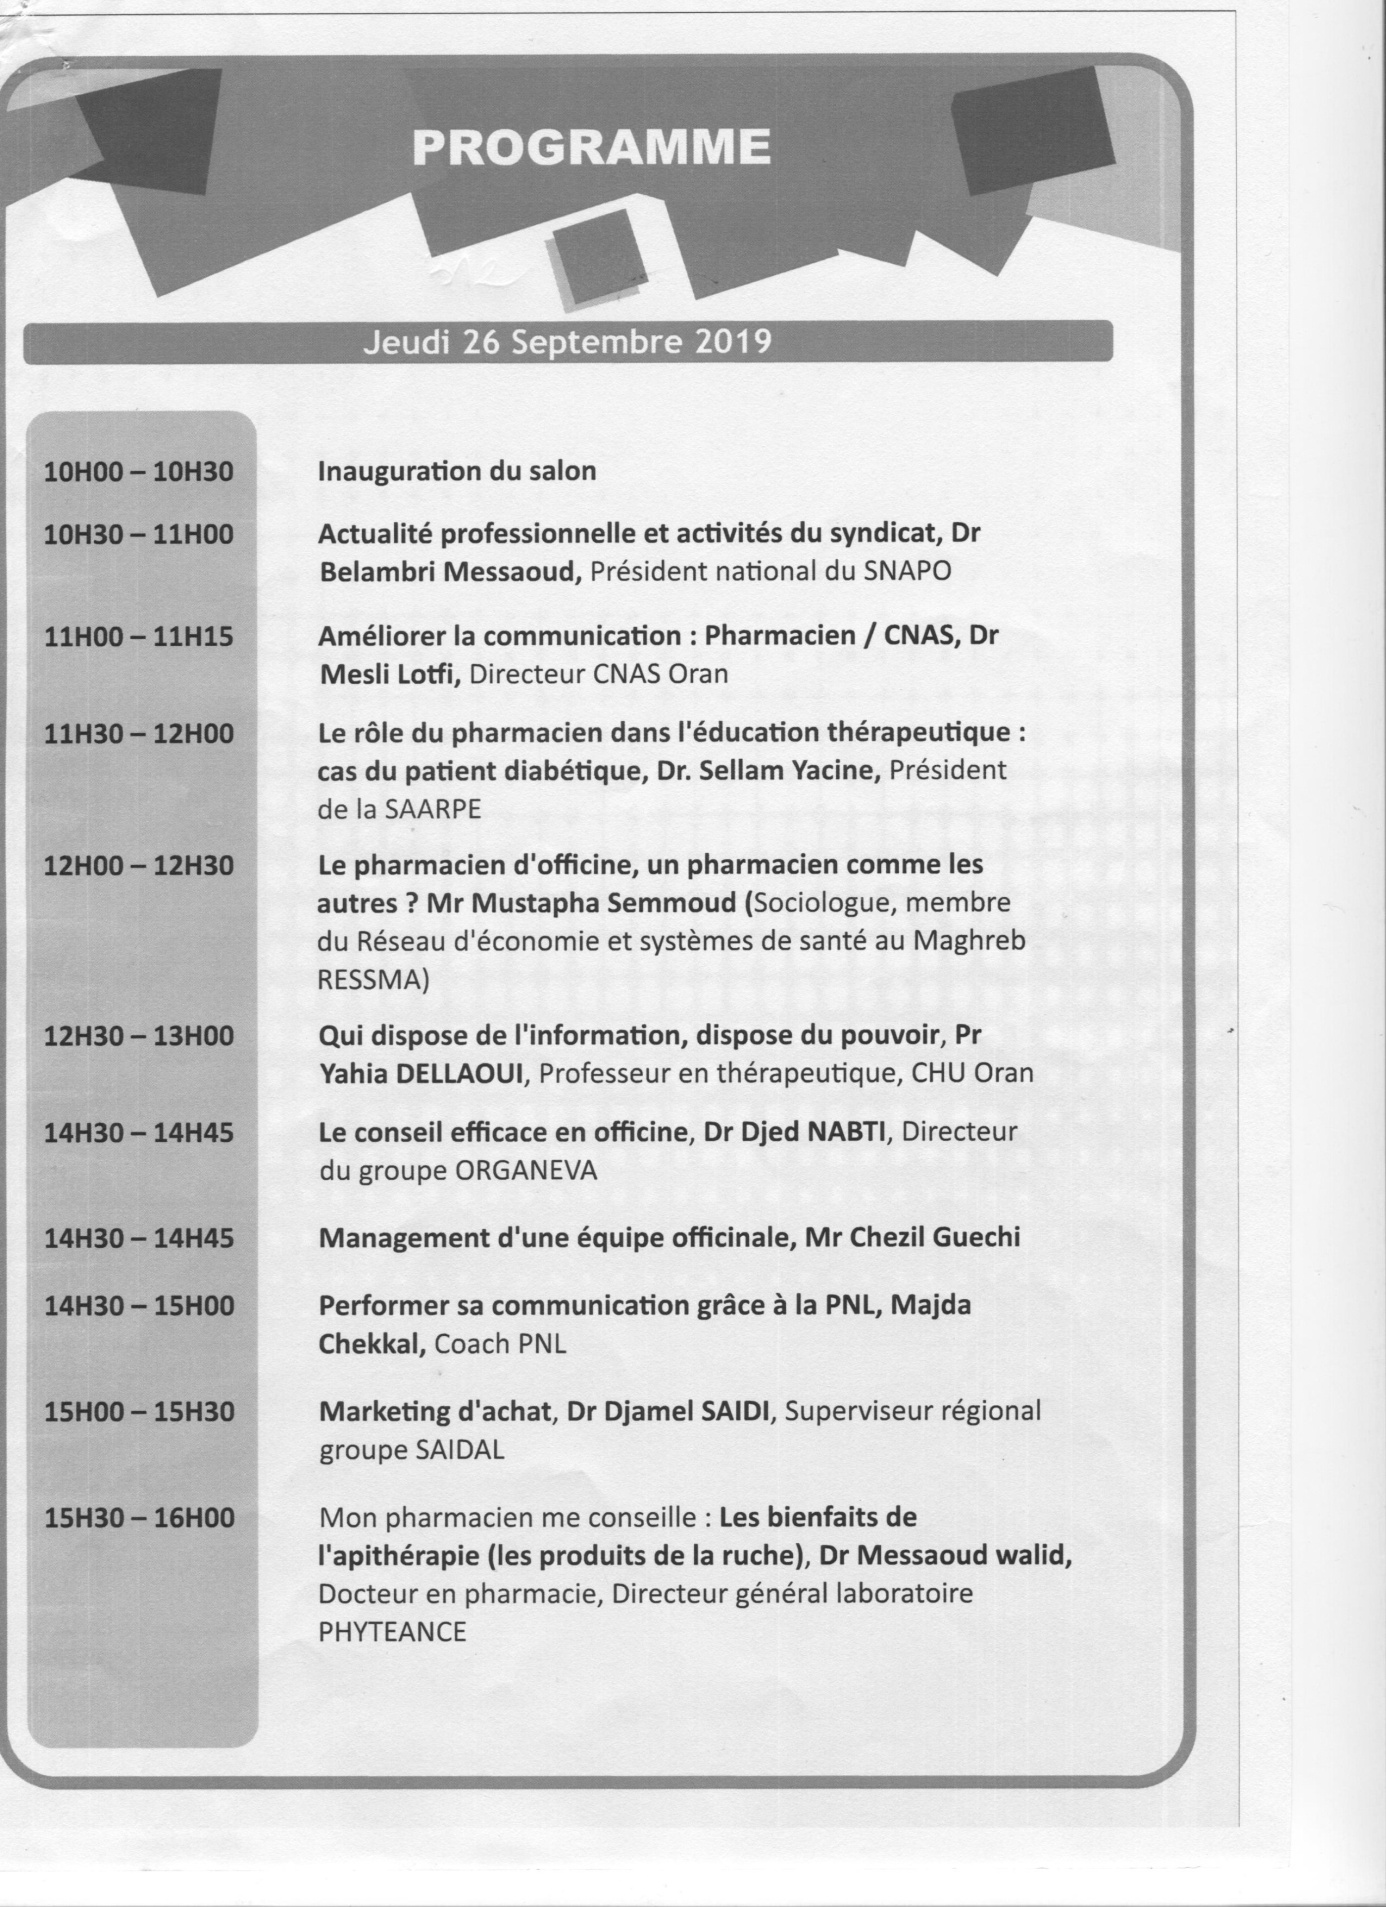 PROGRAMME
Jeudi 26 Septembre 2019
10H00 – 10H30 Inauguration du salon
10H30 – 11H00 Actualité professionnelle et activités du syndicat, Dr
Belambri Messaoud, Président national du SNAPO
11H00 – 11H15 Améliorer la communication : Pharmacien / CNAS, Dr
Mesli Lotfi, Directeur CNAS Oran
11H30 – 12H00 Le rôle du pharmacien dans l'éducation thérapeutique :
cas du patient diabétique, Dr. Sellam Yacine, Président
de la SAARPE
12H00 – 12H30 Le pharmacien d'officine, un pharmacien comme les
autres ? Mr Mustapha Semmoud (Sociologue, membre
du Réseau d'économie et systèmes de santé au Maghreb
RESSMA)
12H30 – 13H00 Qui dispose de l'information, dispose du pouvoir, Pr
Yahia DELLAOUI, Professeur en thérapeutique, CHU Oran
14H30 – 14H45 Le conseil efficace en officine, Dr Djed NABTI, Directeur
du groupe ORGANEVA
14H30 – 14H45 Management d'une équipe officinale, Mr Chezil Guechi
14H30 – 15H00 Performer sa communication grâce à la PNL, Majda
Chekkal, Coach PNL
15H00 – 15H30 Marketing d'achat, Dr Djamel SAIDI, Superviseur régional
groupe SAIDAL
15H30 – 16H00 Mon pharmacien me conseille : Les bienfaits de
l'apithérapie (les produits de la ruche), Dr Messaoud walid,
Docteur en pharmacie, Directeur général laboratoire
PHYTEANCE